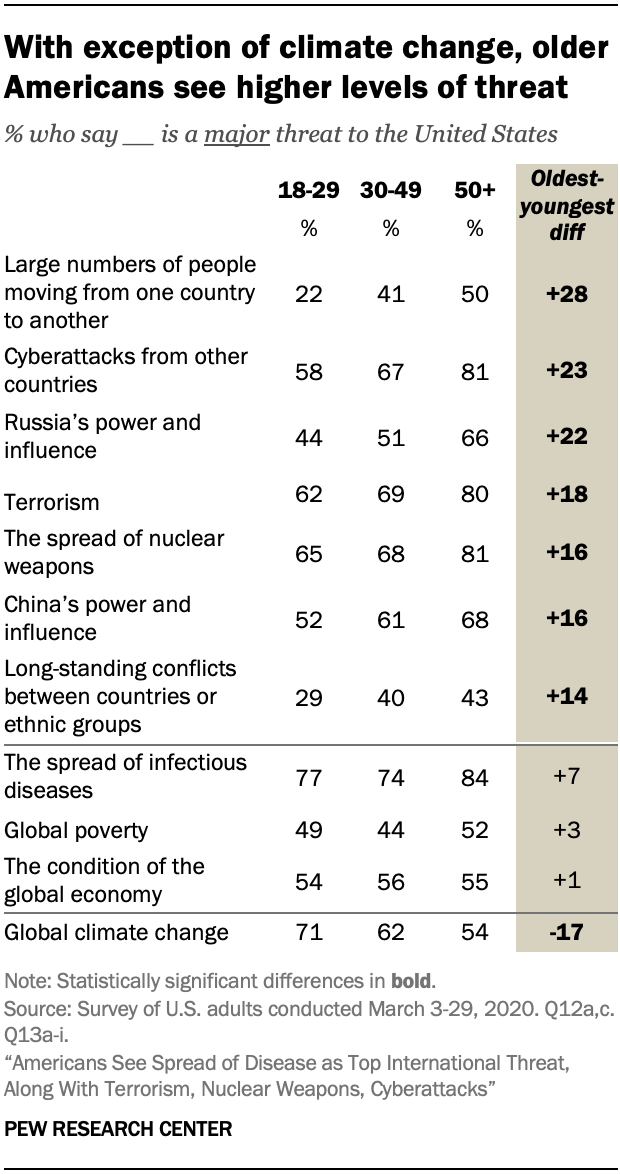 With exception of climate change, older
Americans see higher levels of threat
% who say __ is a major threat to the United States
18-29 30-49 50+ Oldest-
youngest
diff
% % %
Large numbers of people
moving from one country
to another 22 41 50 +28
Cyberattacks from other
countries 58 67 81 +23
Russia’s power and
influence 44 51 66 +22
Terrorism 62 69 80 +18
The spread of nuclear
weapons 65 68 81 +16
China’s power and
influence 52 61 68 +16
Long-standing conflicts
between countries or
ethnic groups 29 40 43 +14
The spread of infectious
diseases 77 74 84 +7
Global poverty 49 44 52 +3
The condition of the
global economy 54 56 55 +1
Global climate change 71 62 54 -17
Note: Statistically significant differences in bold.
Source: Survey of U.S. adults conducted March 3-29, 2020. Q12a,c.
Q13a-i.
“Americans See Spread of Disease as Top International Threat,
Along With Terrorism, Nuclear Weapons, Cyberattacks”
PEW RESEARCH CENTER